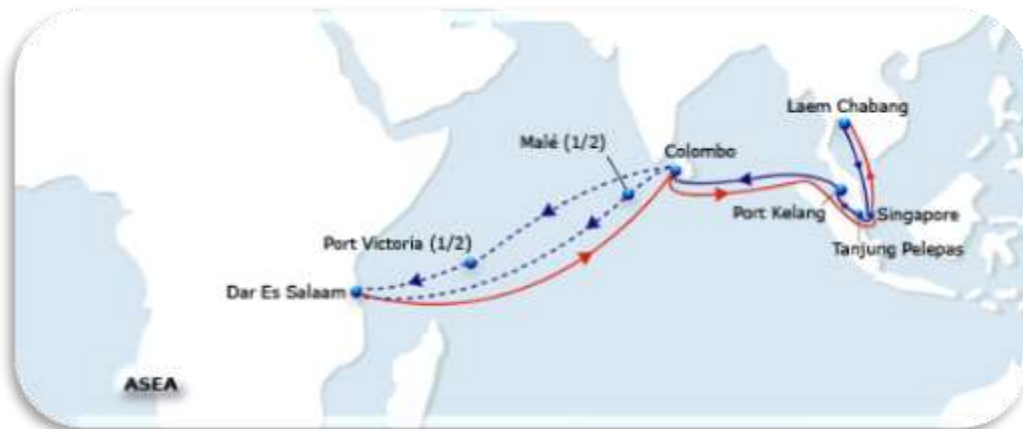 Laem Chabang
Malé (1/2)
Colombo
Port Kelang
Singapore
Port Victoria (1/2)
Tanjung Pelepas
Dar Es Salaam
ASEA